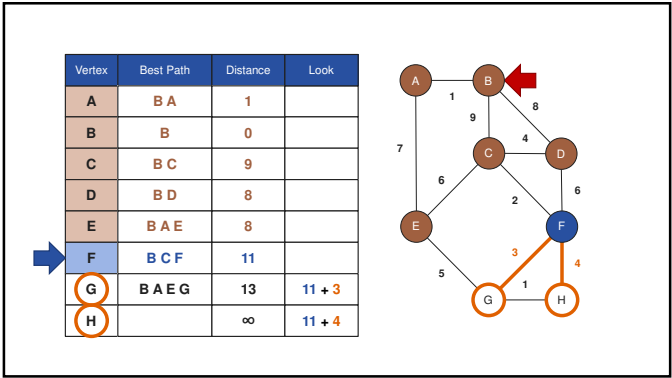 Vertex Best Path Distance Look
A B A 1
B B 0
C B C 9
D B D 8
E B A E 8
F B C F 11
G B A E G 13 11 + 3
H ∞ 11 + 4
A B
1
8
9
4
7
C D
6
6
2
E F
3
4
5
1
G H